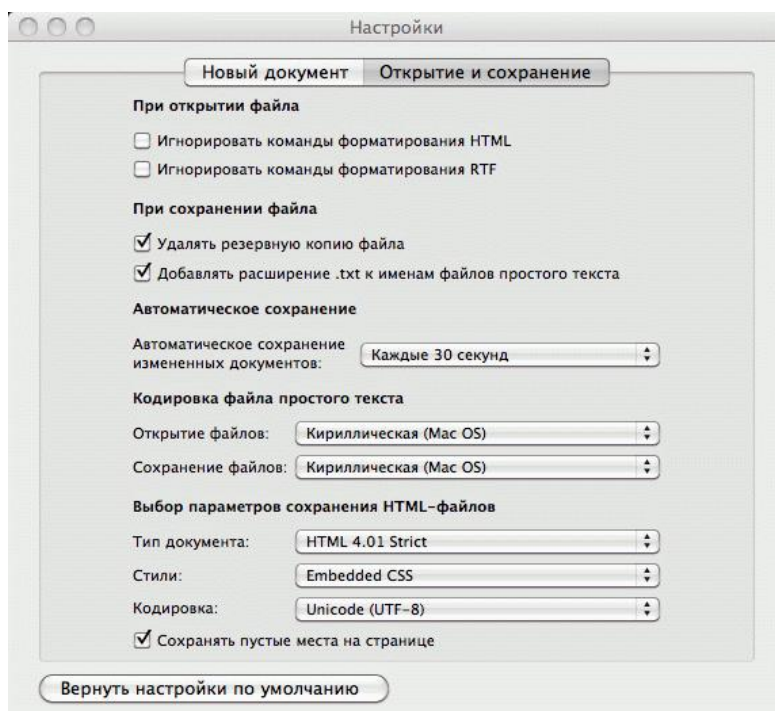 Настройки
Новый документ Открытие и сохранение
При открытии файла
Игнорировать команды форматирования HTML
Игнорировать команды форматирования RTF
При сохранении файла
Удалять резервную копию файла
Добавлять расширение .txt к именам файлов простого текста
Автоматическое сохранение
Автоматическое сохранение
измененных документов: Каждые 30 секунд
Кодировка файла простого текста
Открытие файлов: Кириллическая (Mac OS)
Сохранение файлов: Кириллическая (Mac OS)
Выбор параметров сохранения HTML-файлов
Тип документа: HTML 4.01 Strict
Стили: Embedded CSS
Кодировка: Unicode (UTF-8)
Сохранять пустые места на странице
Вернуть настройки по умолчанию